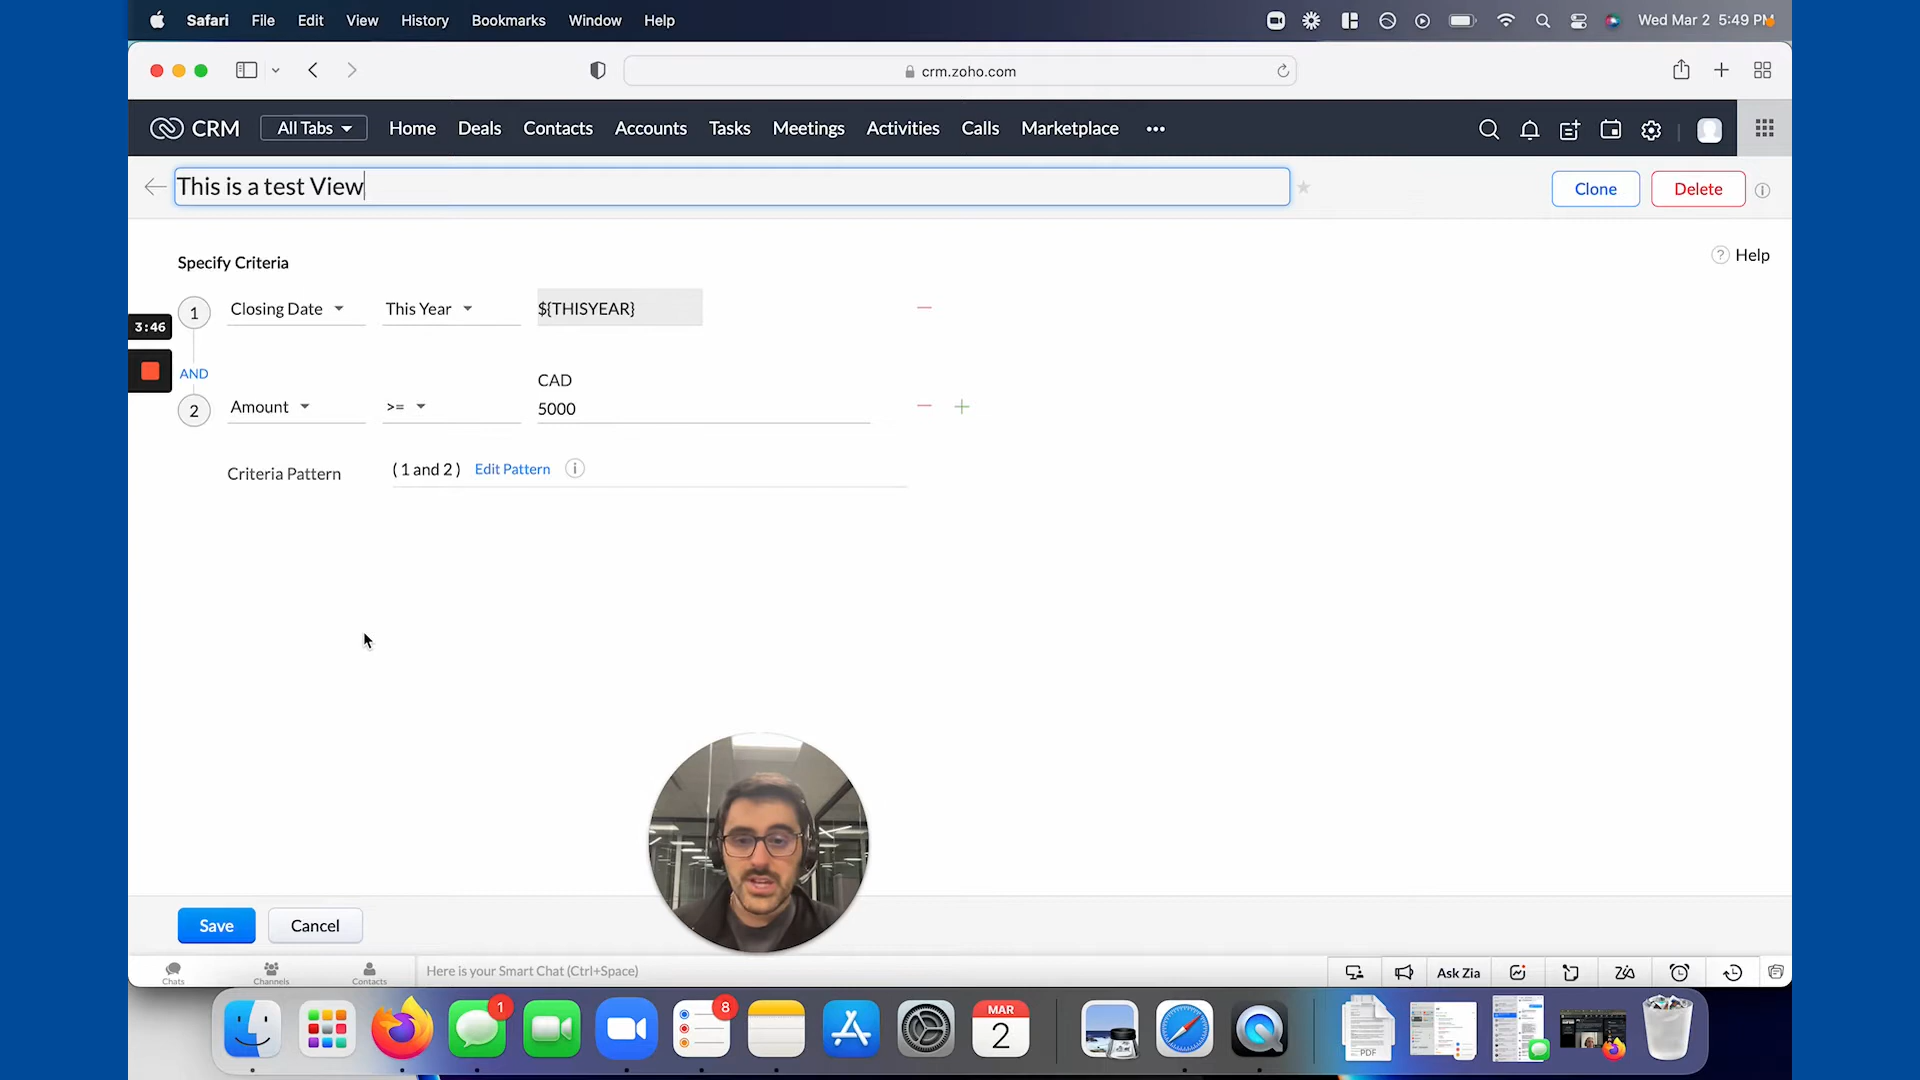 Safari File Edit View History Bookmarks Window Help Wed Mar 2 5:49 PM
crm.zoho.com
CRM All Tabs Home Deals Contacts Accounts Tasks Meetings Activities Calls Marketplace •••
This is a test View Clone Delete
Specify Criteria
? Help
1 Closing Date This Year ${THISYEAR}
3:46
AND
CAD
2 Amount >= 5000
Criteria Pattern ( 1 and 2 ) Edit Pattern
Save Cancel
Chats Channels Contacts Here is your Smart Chat (Ctrl+Space) Ask Zia
1 8
MAR
2
PDF